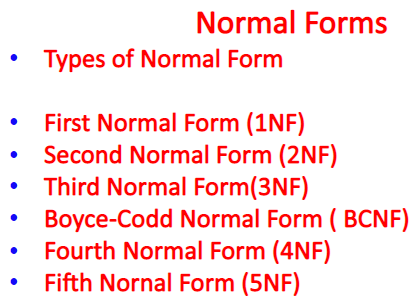 Normal Forms
• Types of Normal Form
• First Normal Form (1NF)
• Second Normal Form (2NF)
• Third Normal Form(3NF)
• Boyce-Codd Normal Form ( BCNF)
• Fourth Normal Form (4NF)
• Fifth Nornal Form (5NF)